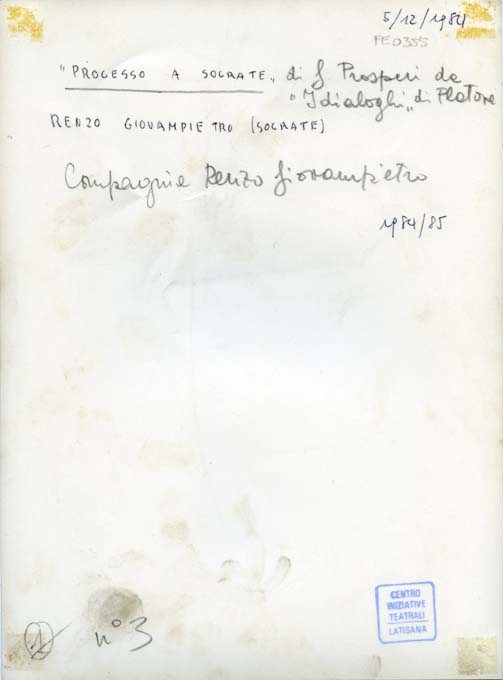 5/12/1984
FE0355
"PROCESSO A SOCRATE" di G Prosperi da
"I dialoghi" di Platone
RENZO GIOVAMPIETRO (SOCRATE)
Compagnia Renzo Giovampietro
1984/85
CENTRO
INIZIATIVE
TEATRALI
LATISANA
1
n° 3